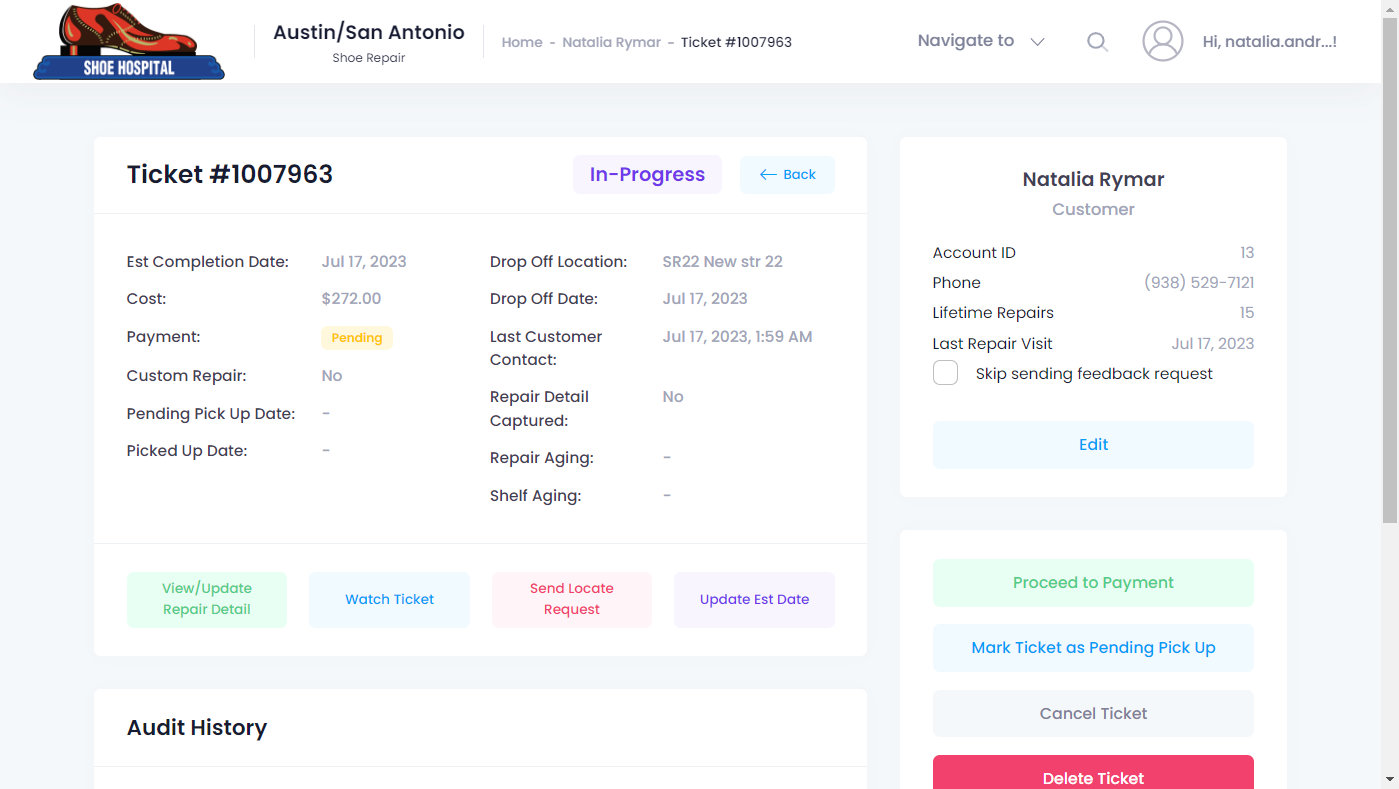 SHOE HOSPITAL
Austin/San Antonio
Shoe Repair
Home - Natalia Rymar - Ticket #1007963
Navigate to
Hi, natalia.andr...!
Ticket #1007963
In-Progress
Back
Est Completion Date: Jul 17, 2023
Cost: $272.00
Payment: Pending
Custom Repair: No
Pending Pick Up Date: -
Picked Up Date: -
Drop Off Location: SR22 New str 22
Drop Off Date: Jul 17, 2023
Last Customer Jul 17, 2023, 1:59 AM
Contact:
Repair Detail No
Captured:
Repair Aging: -
Shelf Aging: -
View/Update
Repair Detail
Watch Ticket
Send Locate
Request
Update Est Date
Audit History
Natalia Rymar
Customer
Account ID 13
Phone (938) 529-7121
Lifetime Repairs 15
Last Repair Visit Jul 17, 2023
Skip sending feedback request
Edit
Proceed to Payment
Mark Ticket as Pending Pick Up
Cancel Ticket
Delete Ticket